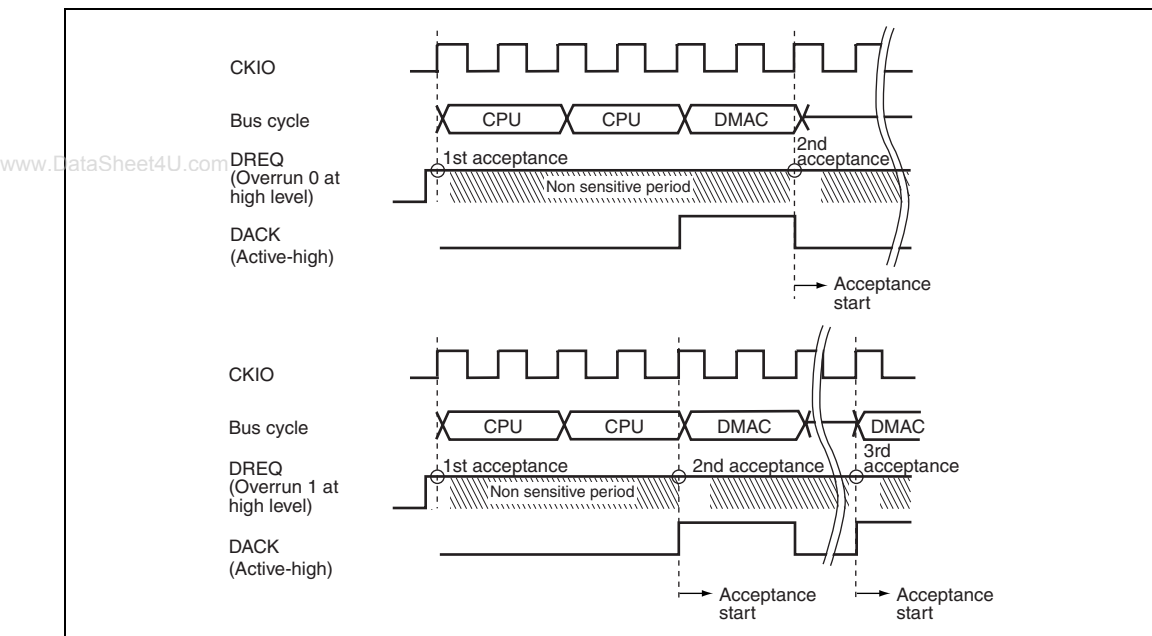 CKIO
Bus cycle
CPU
CPU
DMAC
www.DataSheet4U.com
DREQ
(Overrun 0 at
high level)
1st acceptance
2nd
acceptance
Non sensitive period
DACK
(Active-high)
Acceptance
start
CKIO
Bus cycle
CPU
CPU
DMAC
DMAC
DREQ
(Overrun 1 at
high level)
1st acceptance
2nd acceptance
3rd
acceptance
Non sensitive period
DACK
(Active-high)
Acceptance
start
Acceptance
start